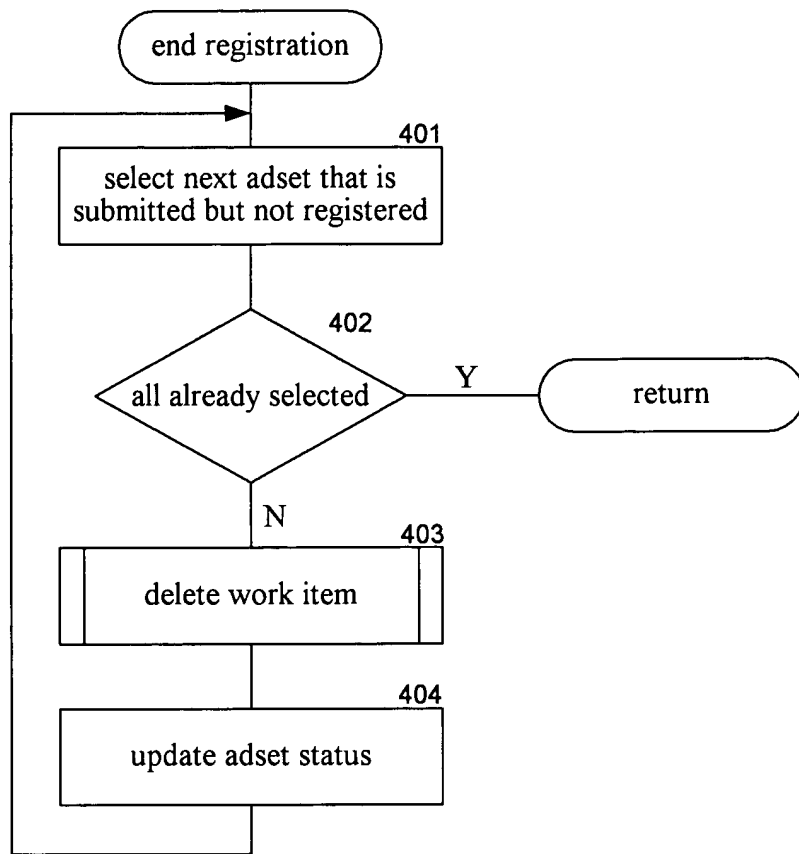 end registration
401
select next adset that is
submitted but not registered
402
all already selected
Y
return
N
403
delete work item
404
update adset status